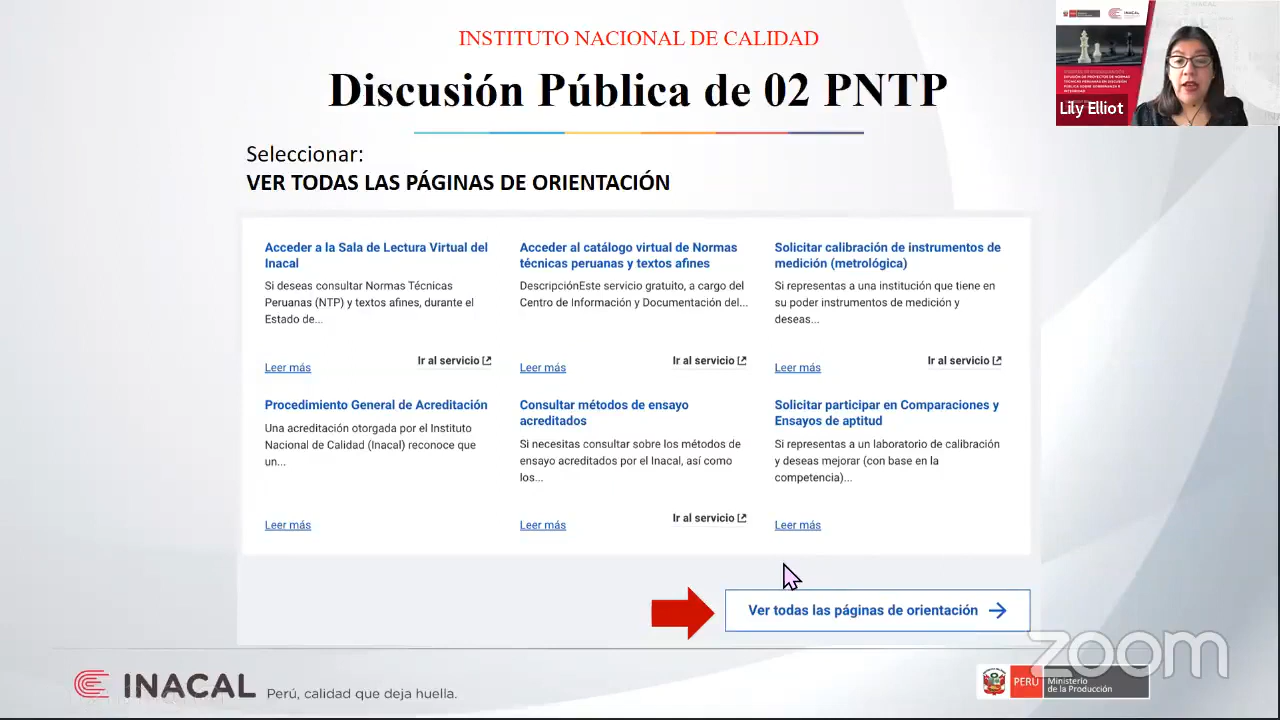 INSTITUTO NACIONAL DE CALIDAD
Discusión Pública de 02 PNTP
Seleccionar:
VER TODAS LAS PÁGINAS DE ORIENTACIÓN
Acceder a la Sala de Lectura Virtual del
Inacal
Si deseas consultar Normas Técnicas
Peruanas (NTP) y textos afines, durante el
Estado de...
Ir al servicio
Leer más
Acceder al catálogo virtual de Normas
técnicas peruanas y textos afines
DescripciónEste servicio gratuito, a cargo del
Centro de Información y Documentación del...
Ir al servicio
Leer más
Solicitar calibración de instrumentos de
medición (metrológica)
Si representas a una institución que tiene en
su poder instrumentos de medición y
deseas...
Ir al servicio
Leer más
Procedimiento General de Acreditación
Una acreditación otorgada por el Instituto
Nacional de Calidad (Inacal) reconoce que
un...
Leer más
Consultar métodos de ensayo
acreditados
Si necesitas consultar sobre los métodos de
ensayo acreditados por el Inacal, así como
los...
Ir al servicio
Leer más
Solicitar participar en Comparaciones y
Ensayos de aptitud
Si representas a un laboratorio de calibración
y deseas mejorar (con base en la
competencia)...
Leer más
Ver todas las páginas de orientación
INACAL Perú, calidad que deja huella.
PERÚ Ministerio
de la Producción
zoom
INACAL
Lily Elliot